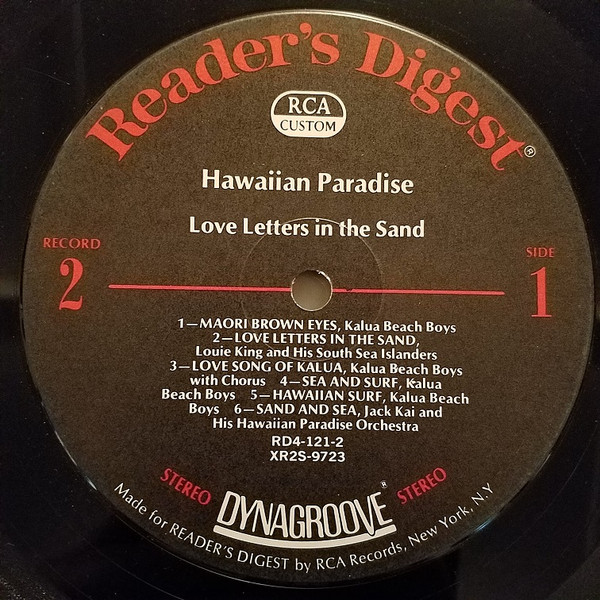 Reader's Digest®
RCA
CUSTOM
Hawaiian Paradise
Love Letters in the Sand
RECORD
2
SIDE
1
1—MAORI BROWN EYES, Kalua Beach Boys
2—LOVE LETTERS IN THE SAND,
Louie King and His South Sea Islanders
3—LOVE SONG OF KALUA, Kalua Beach Boys
with Chorus 4—SEA AND SURF, Kalua
Beach Boys 5—HAWAIIAN SURF, Kalua Beach
Boys 6—SAND AND SEA, Jack Kai and
His Hawaiian Paradise Orchestra
RD4-121-2
XR2S-9723
STEREO DYNAGROOVE® STEREO
Made for READER'S DIGEST by RCA Records, New York, N.Y